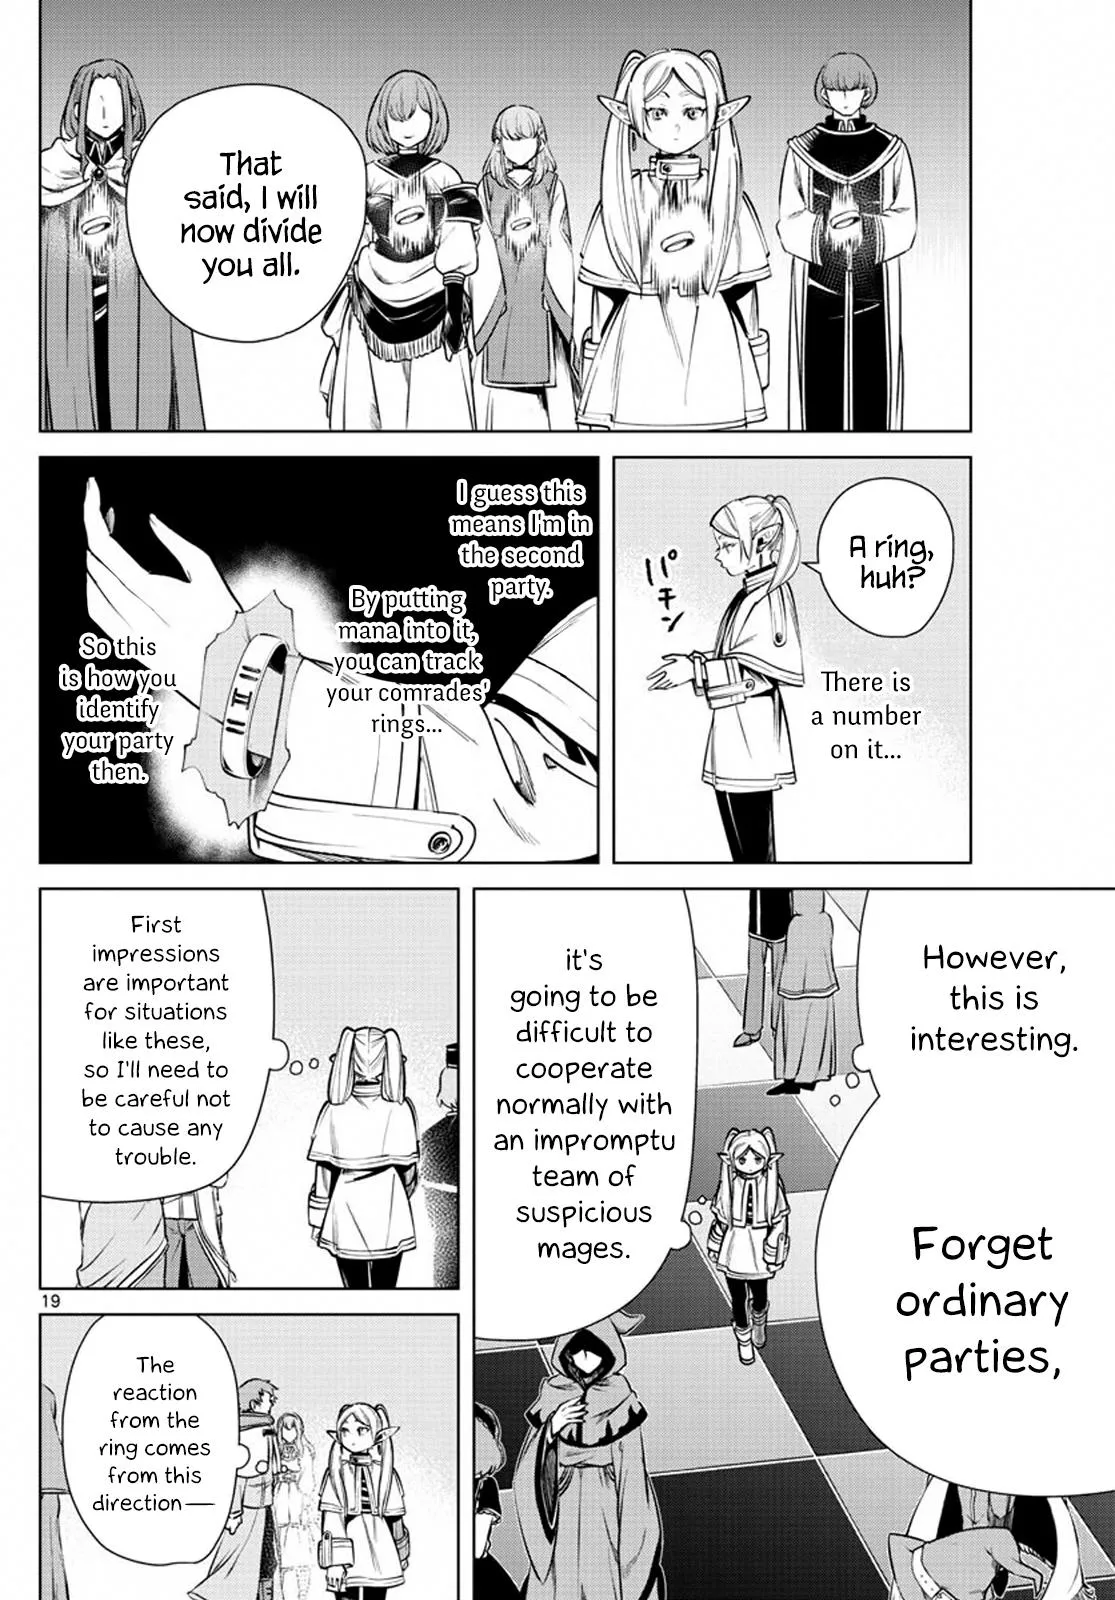 That
said, I will
now divide
you all.
A ring,
huh?
パキン
There is
a number
on it...
I guess this
means I'm in
the second
party.
By putting
mana into it,
you can track
your comrades'
rings...
So this
is how you
identify
your party
then.
II
However,
this is
interesting.
Forget
ordinary
parties,
it's
going to be
difficult to
cooperate
normally with
an impromptu
team of
suspicious
mages.
First
impressions
are important
for situations
like these,
so I'll need to
be careful not
to cause any
trouble.
19
The
reaction
from the
ring comes
from this
direction—